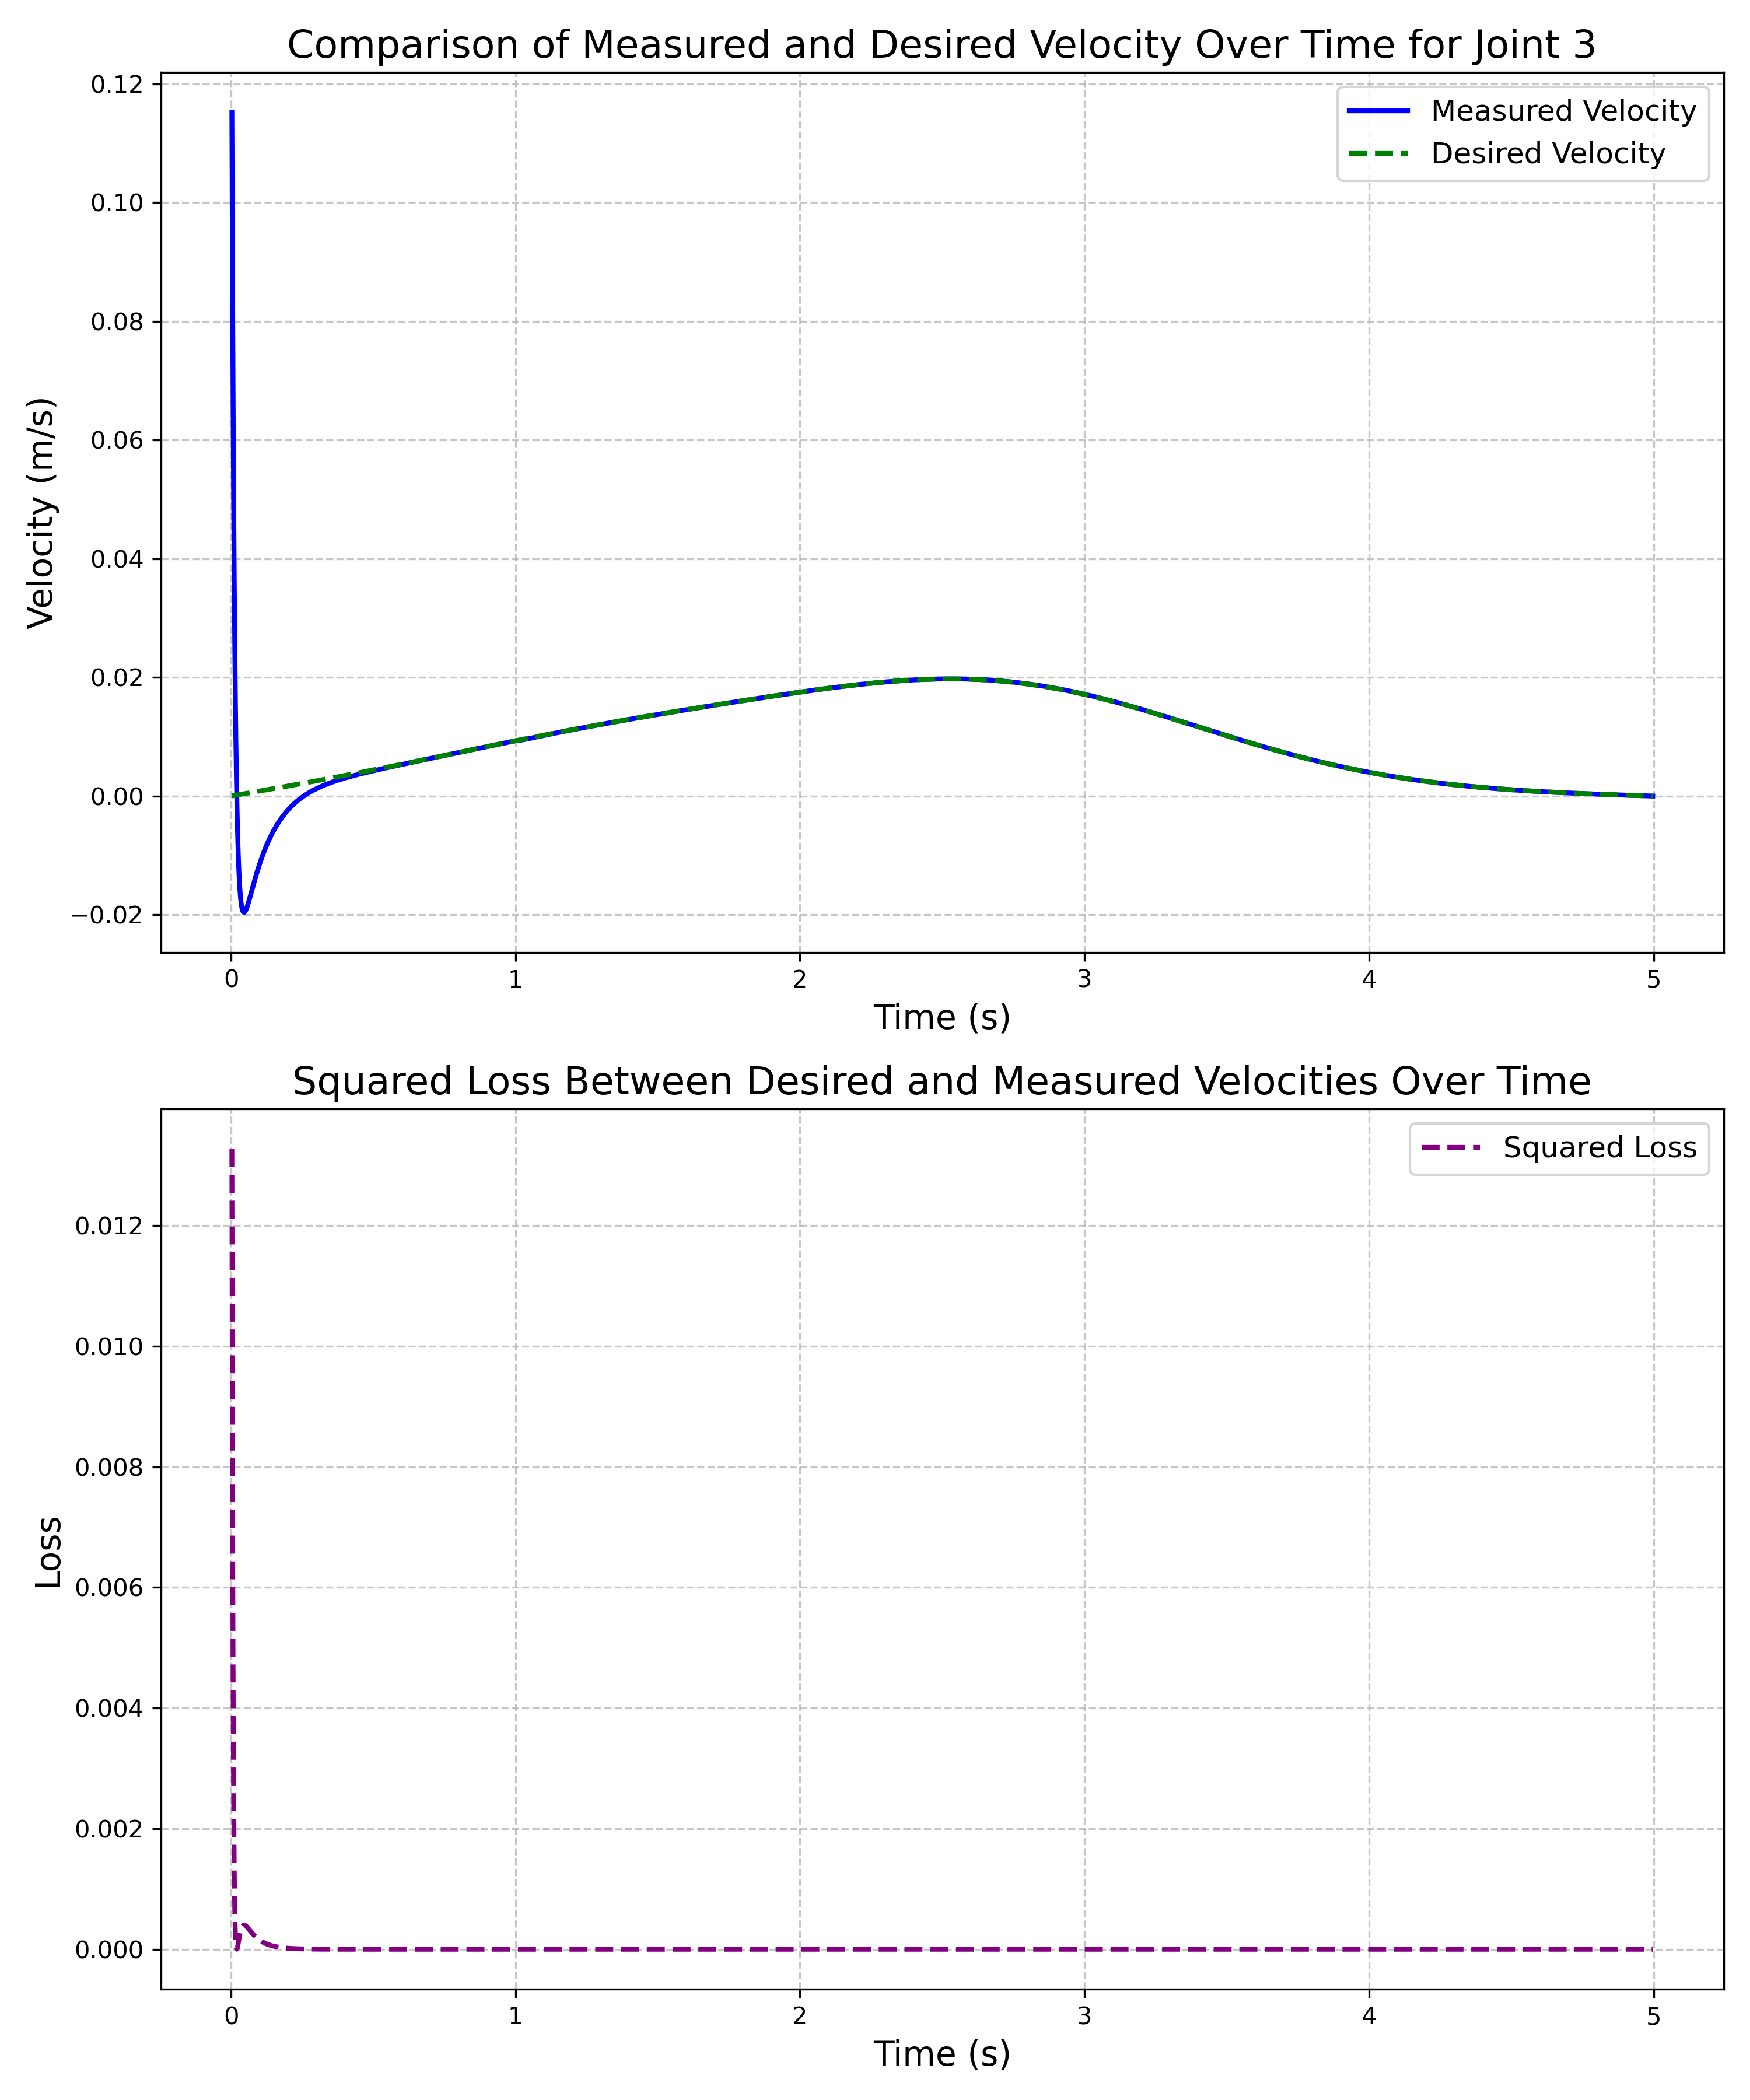 Comparison of Measured and Desired Velocity Over Time for Joint 3
0.12
0.10
0.08
0.06
0.04
0.02
0.00
−0.02
Velocity (m/s)
Measured Velocity
Desired Velocity
0 1 2 3 4 5
Time (s)
Squared Loss Between Desired and Measured Velocities Over Time
0.012
0.010
0.008
0.006
0.004
0.002
0.000
Loss
Squared Loss
0 1 2 3 4 5
Time (s)